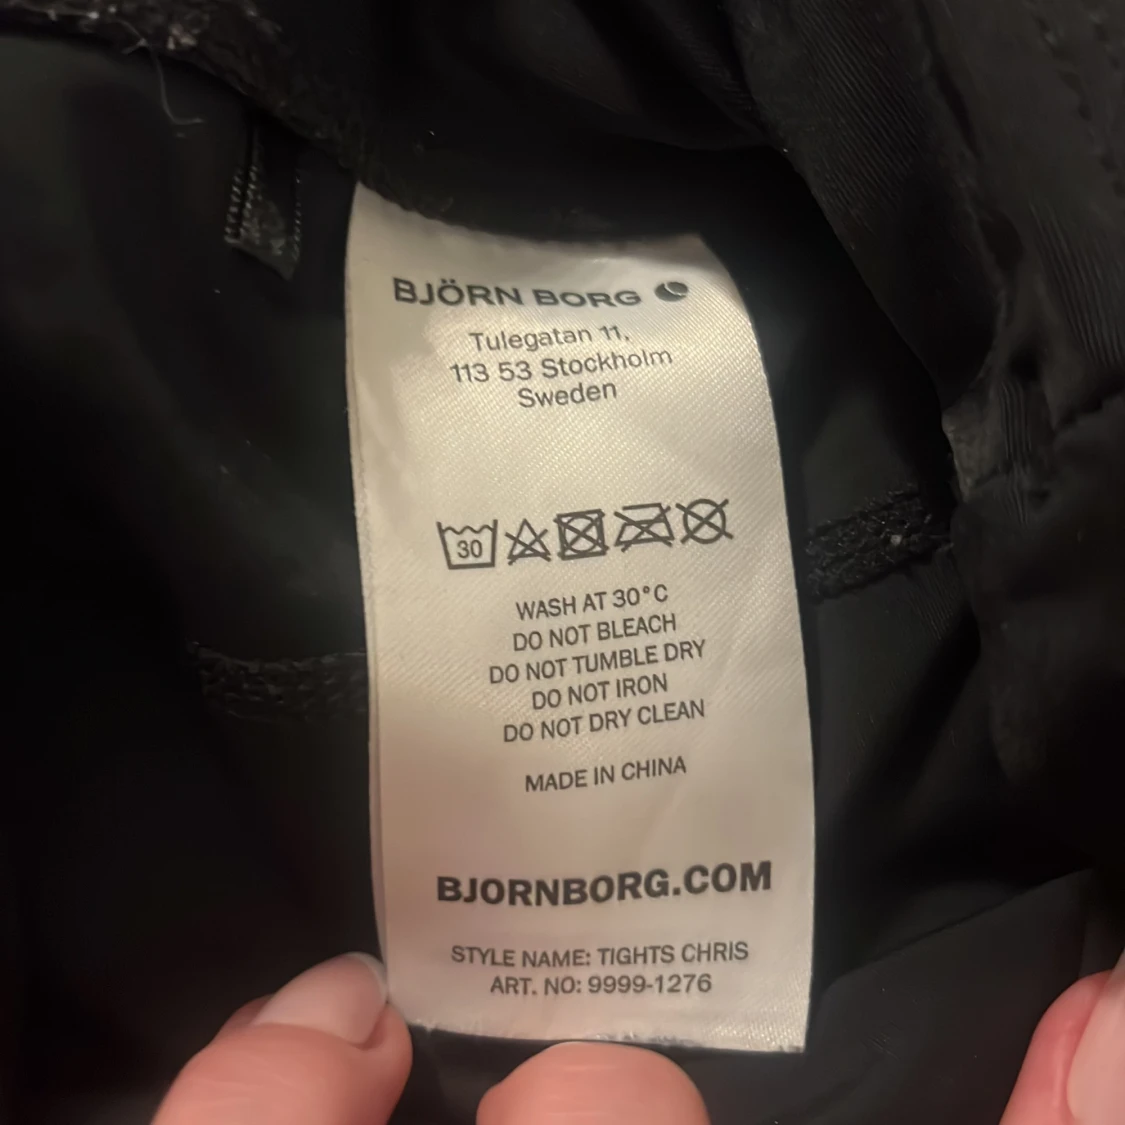 BJÖRN BORG
Tulegatan 11,
113 53 Stockholm
Sweden
30
WASH AT 30°C
DO NOT BLEACH
DO NOT TUMBLE DRY
DO NOT IRON
DO NOT DRY CLEAN
MADE IN CHINA
BJORNBORG.COM
STYLE NAME: TIGHTS CHRIS
ART. NO: 9999-1276